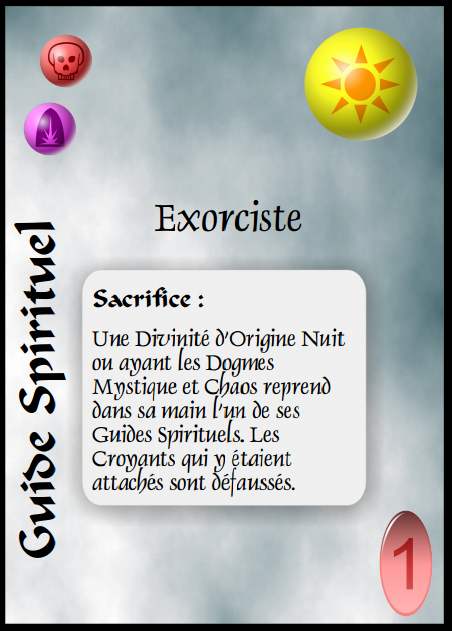 Exorciste
Guide Spirituel
Sacrifice :
Une Divinité d'Origine Nuit
ou ayant les Dogmes
Mystique et Chaos reprend
dans sa main l'un de ses
Guides Spirituels. Les
Croyants qui y étaient
attachés sont défaussés.
1